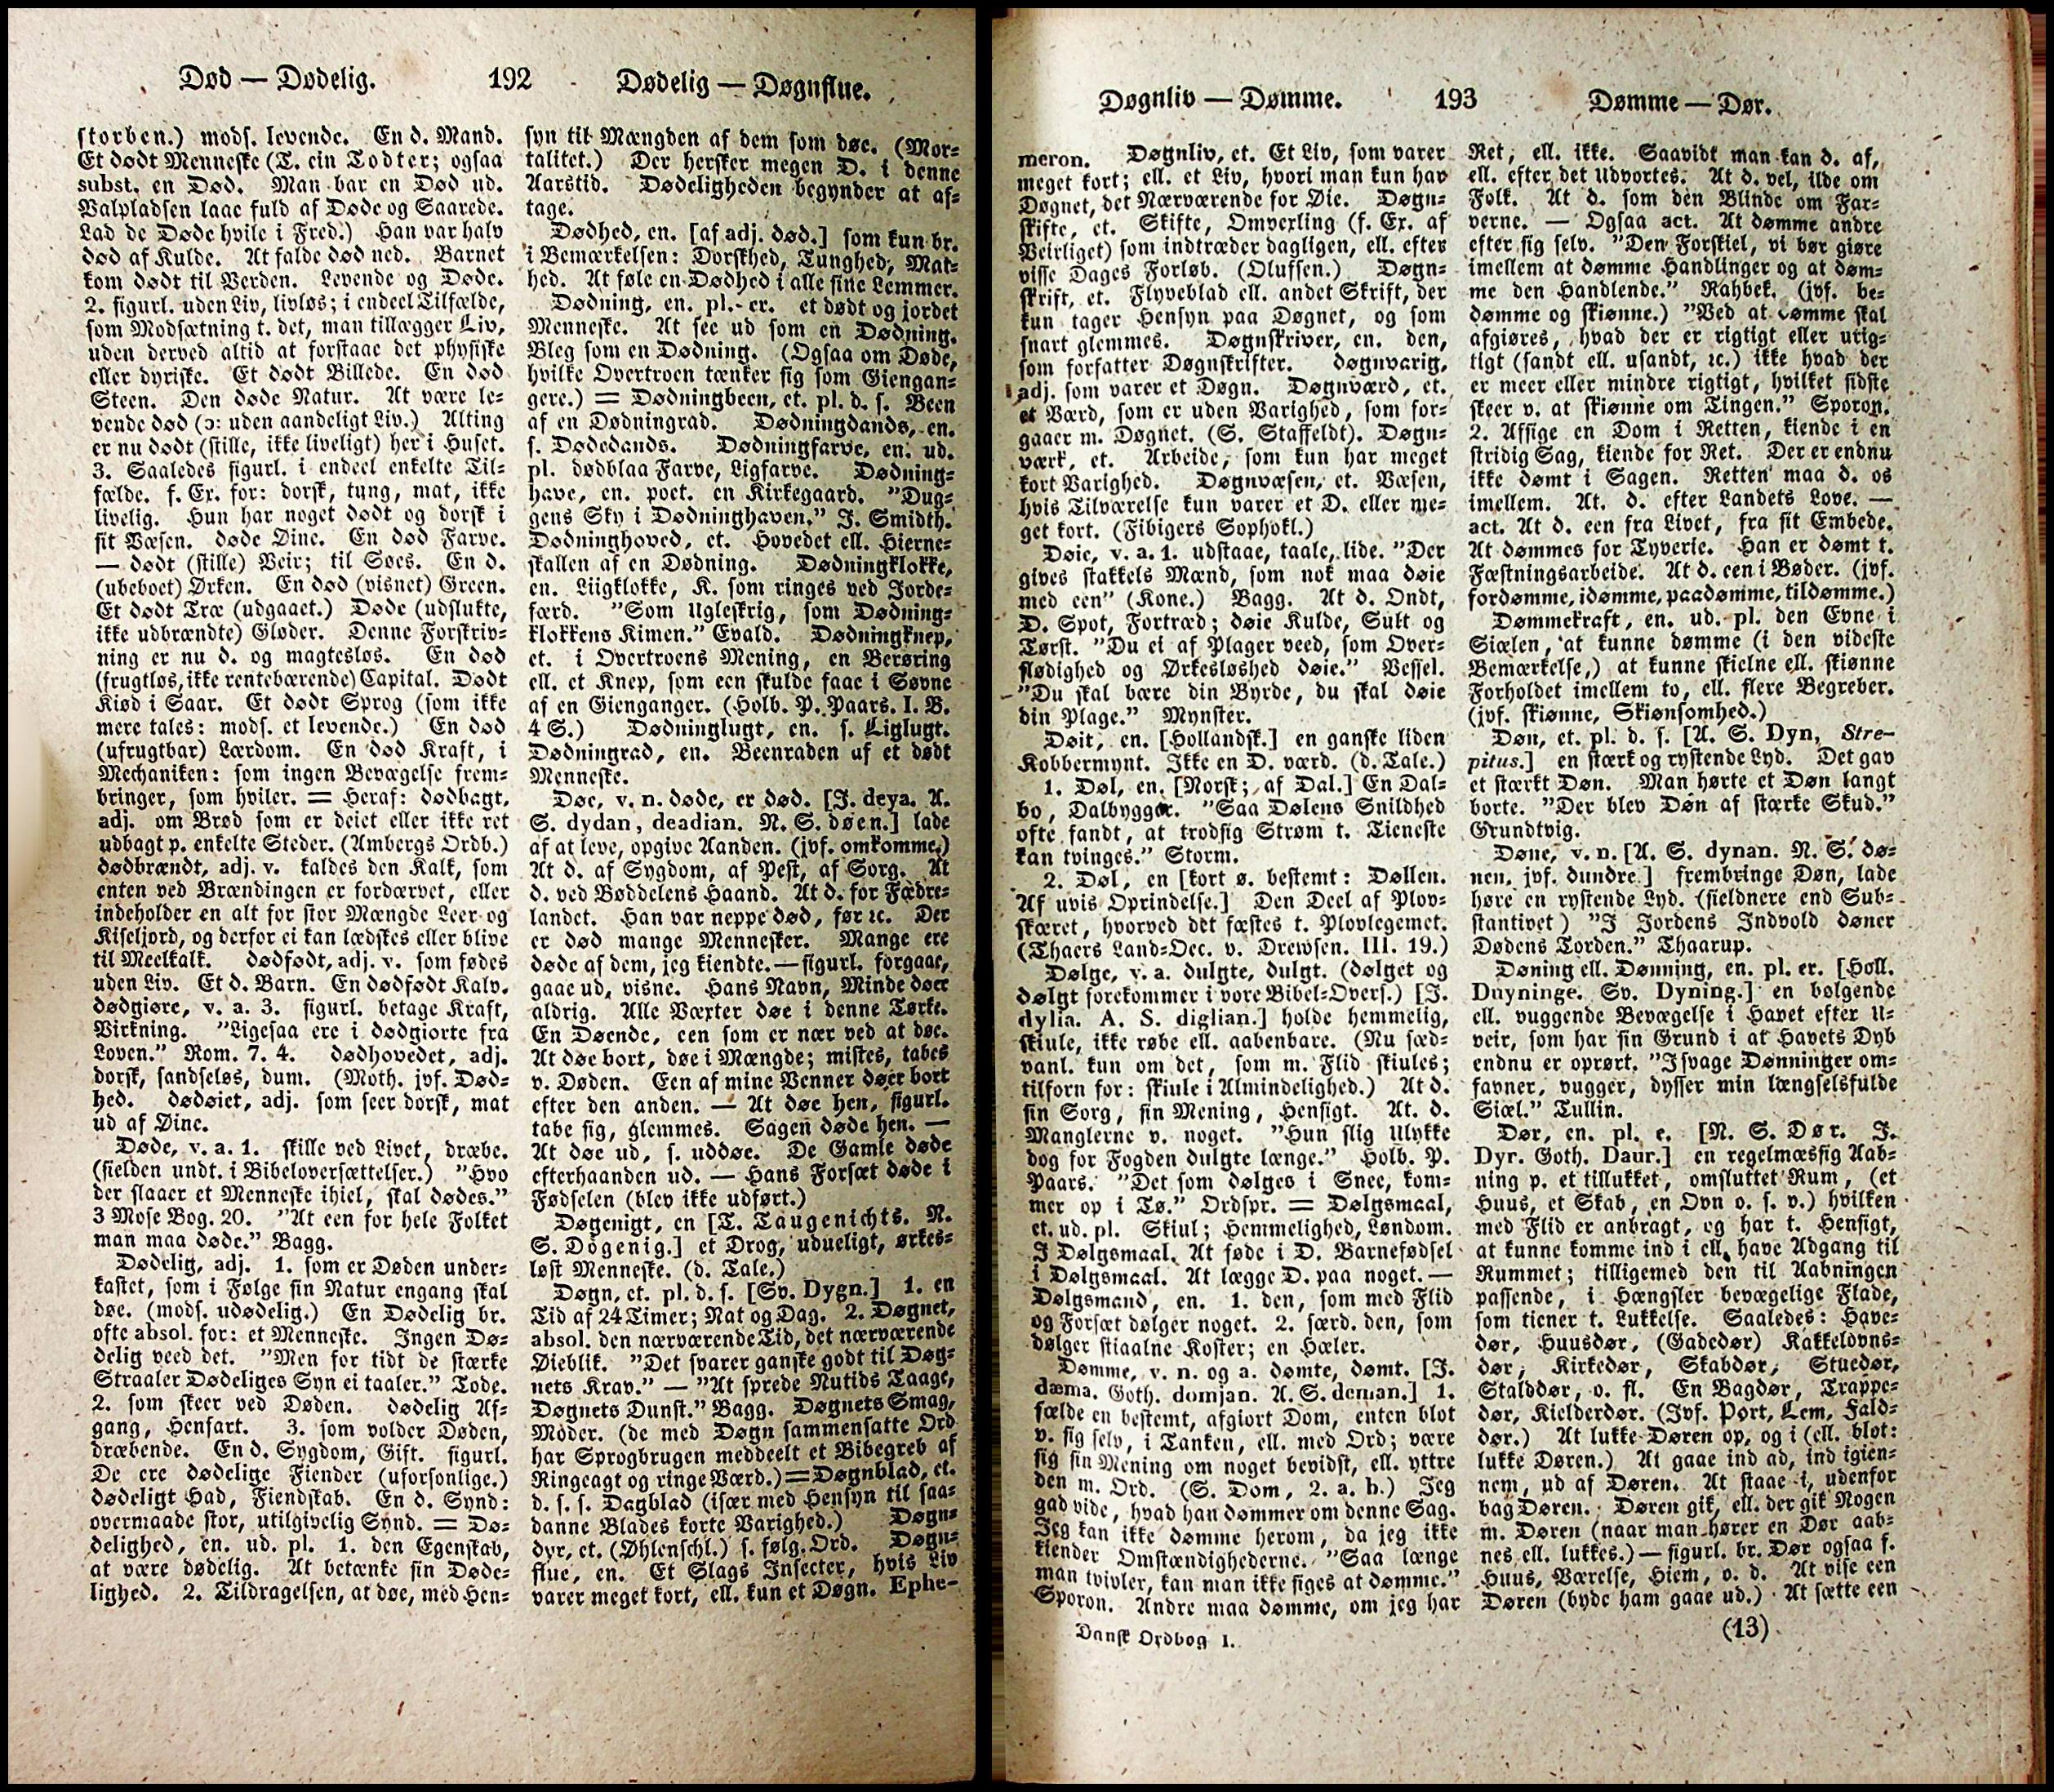 Død — Dødelig.
192
Dødelig — Døgnflue.
storben.) mods. levende. En d. Mand.
Et dødt Menneske (T. ein Todter; ogsaa
subst. en Død. Man bar en Død ud.
Valpladsen laae fuld af Døde og Saarede.
Lad de Døde hvile i Fred.) Han var halv
død af Kulde. At falde død ned. Barnet
kom dødt til Verden. Levende og Døde.
2. figurl. uden Liv, livløs; i endeel Tilfælde,
som Modsætning t. det, man tillægger Liv,
uden derved altid at forstaae det physiske
eller dyriske. Et dødt Billede. En død
Steen. Den døde Natur. At være le-
vende død (ɔ: uden aandeligt Liv.) Alting
er nu dødt (stille, ikke liveligt) her i Huset.
3. Saaledes figurl. i endeel enkelte Til-
fælde. f. Ex. for: dorsk, tung, mat, ikke
livelig. Hun har noget dødt og dorsk i
sit Væsen. døde Øine. En død Farve.
— dødt (stille) Veir; til Søes. En d.
(ubeboet) Ørken. En død (visnet) Green.
Et dødt Træ (udgaaet.) Døde (udslukte,
ikke udbrændte) Gløder. Denne Forskriv-
ning er nu d. og magtesløs. En død
(frugtløs, ikke rentebærende) Capital. Dødt
Kiød i Saar. Et dødt Sprog (som ikke
mere tales: mods. et levende.) En død
(ufrugtbar) Lærdom. En død Kraft, i
Mechaniken: som ingen Bevægelse frem-
bringer, som hviler. = Heraf: dødbagt,
adj. om Brød som er deiet eller ikke ret
udbagt p. enkelte Steder. (Ambergs Ordb.)
dødbrændt, adj. v. kaldes den Kalk, som
enten ved Brændingen er fordærvet, eller
indeholder en alt for stor Mængde Leer og
Kiseljord, og derfor ei kan lædskes eller blive
til Meelkalk. dødfødt, adj. v. som fødes
uden Liv. Et d. Barn. En dødfødt Kalv.
dødgiøre, v. a. 3. figurl. betage Kraft,
Virkning. "Ligesaa ere i dødgiorte fra
Loven." Rom. 7. 4. dødhovedet, adj.
dorsk, sandseløs, dum. (Moth. jvf. Død-
hed. dødøiet, adj. som seer dorsk, mat
ud af Øine.
Døde, v. a. 1. skille ved Livet, dræbe.
(sielden undt. i Bibeloversættelser.) "Hvo
der slaaer et Menneske ihiel, skal dødes."
3 Mose Bog. 20. "At een for hele Folket
man maa døde." Bagg.
Dødelig, adj. 1. som er Døden under-
kastet, som i Følge sin Natur engang skal
døe. (mods. udødelig.) En Dødelig br.
ofte absol. for: et Menneske. Ingen Dø-
delig veed det. "Men for tidt de stærke
Straaler Dødeliges Syn ei taaler." Tode.
2. som skeer ved Døden. dødelig Af-
gang, Henfart. 3. som volder Døden,
dræbende. En d. Sygdom, Gift. figurl.
De ere dødelige Fiender (uforsonlige.)
dødeligt Had, Fiendskab. En d. Synd:
overmaade stor, utilgivelig Synd. = Dø-
delighed, en. ud. pl. 1. den Egenskab,
at være dødelig. At betænke sin Døde-
lighed. 2. Tildragelsen, at døe, med Hen-
syn til Mængden af dem som døe. (Mor-
talitet.) Der hersker megen D. i denne
Aarstid. Dødeligheden begynder at af-
tage.
Dødhed, en. [af adj. død.] som kun br.
i Bemærkelsen: Dorskhed, Tunghed, Mat-
hed. At føle en Dødhed i alle sine Lemmer.
Dødning, en. pl. er. et dødt og jordet
Menneske. At see ud som en Dødning.
Bleg som en Dødning. (Ogsaa om Døde,
hvilke Overtroen tænker sig som Giengan-
gere.) = Dødningbeen, et. pl. d. s. Been
af en Dødningrad. Dødningdands, en.
s. Dødedands. Dødningfarve, en. ud.
pl. dødblaa Farve, Ligfarve. Dødning-
have, en. poet. en Kirkegaard. "Dug-
gens Sky i Dødninghaven." J. Smidth.
Dødninghoved, et. Hovedet ell. Hierne-
skallen af en Dødning. Dødningklokke,
en. Liigklokke, K. som ringes ved Jorde-
færd. "Som Ugleskrig, som Dødning-
klokkens Kimen." Evald. Dødningknep,
et. i Overtroens Mening, en Berøring
ell. et Knep, som een skulde faae i Søvne
af en Gienganger. (Holb. P. Paars. I. B.
4 S.) Dødninglugt, en. s. Liglugt.
Dødningrad, en. Beenraden af et dødt
Menneske.
Døe, v. n. døde, er død. [J. deya. A.
S. dydan, deadian. N. S. døen.] lade
af at leve, opgive Aanden. (jvf. omkomme.)
At d. af Sygdom, af Pest, af Sorg. At
d. ved Bøddelens Haand. At d. for Fædre-
landet. Han var neppe død, før ꝛc. Der
er død mange Mennesker. Mange ere
døde af dem, jeg kiendte. — figurl. forgaae,
gaae ud, visne. Hans Navn, Minde døer
aldrig. Alle Væxter døe i denne Tørke.
En Døende, een som er nær ved at døe.
At døe bort, døe i Mængde; mistes, tabes
v. Døden. Een af mine Venner døer bort
efter den anden. — At døe hen, figurl.
tabe sig, glemmes. Sagen døde hen. —
At døe ud, s. uddøe. De Gamle døde
efterhaanden ud. — Hans Forsæt døde i
Fødselen (blev ikke udført.)
Døgenigt, en [T. Taugenichts. N.
S. Dögenig.] et Drog, udueligt, ørkes-
løst Menneske. (d. Tale.)
Døgn, et. pl. d. s. [Sv. Dygn.] 1. en
Tid af 24 Timer; Nat og Dag. 2. Døgnet,
absol. den nærværende Tid, det nærværende
Øieblik. "Det svarer ganske godt til Døg-
nets Krav." — "At sprede Nutids Taage,
Døgnets Dunst." Bagg. Døgnets Smag,
Moder. (de med Døgn sammensatte Ord
har Sprogbrugen meddeelt et Bibegreb af
Ringeagt og ringe Værd.) = Døgnblad, et.
d. s. s. Dagblad (især med Hensyn til saa-
danne Blades korte Varighed.) Døgn-
dyr, et. (Øhlenschl.) s. følg. Ord. Døgn-
flue, en. Et Slags Insecter, hvis Liv
varer meget kort, ell. kun et Døgn. Ephe-
Døgnliv — Dømme.
193
Dømme — Dør.
meron. Døgnliv, et. Et Liv, som varer
meget kort; ell. et Liv, hvori man kun har
Døgnet, det Nærværende for Øie. Døgn-
skifte, et. Skifte, Omvexling (f. Ex. af
Veirliget) som indtræder dagligen, ell. efter
visse Dages Forløb. (Olufsen.) Døgn-
skrift, et. Flyveblad ell. andet Skrift, der
kun tager Hensyn paa Døgnet, og som
snart glemmes. Døgnskriver, en. den,
som forfatter Døgnskrifter. døgnvarig,
adj. som varer et Døgn. Døgnværd, et.
et Værd, som er uden Varighed, som for-
gaaer m. Døgnet. (S. Staffeldt). Døgn-
værk, et. Arbeide, som kun har meget
kort Varighed. Døgnvæsen, et. Væsen,
hvis Tilværelse kun varer et D. eller me-
get kort. (Fibigers Sophokl.)
Døie, v. a. 1. udstaae, taale, lide. "Der
gives stakkels Mænd, som nok maa døie
med een" (Kone.) Bagg. At d. Ondt,
D. Spot, Fortræd; døie Kulde, Sult og
Tørst. "Du ei af Plager veed, som Over-
flødighed og Ørkesløshed døie." Vessel.
"Du skal bære din Byrde, du skal døie
din Plage." Mynster.
Døit, en. [Hollandsk.] en ganske liden
Kobbermynt. Ikke en D. værd. (d. Tale.)
1. Døl, en. [Norsk; af Dal.] En Dal-
bo, Dalbygger. "Saa Dølens Snildhed
ofte fandt, at trodsig Strøm t. Tieneste
kan tvinges." Storm.
2. Døl, en [kort ø. bestemt: Døllen.
Af uvis Oprindelse.] Den Deel af Plov-
skæret, hvorved det fæstes t. Plovlegemet.
(Thaers Land-Oec. v. Drewsen. III. 19.)
Dølge, v. a. dulgte, dulgt. (dølget og
dølgt forekommer i vore Bibel-Overs.) [J.
dylia. A. S. diglian.] holde hemmelig,
skiule, ikke røbe ell. aabenbare. (Nu sæd-
vanl. kun om det, som m. Flid skiules;
tilforn for: skiule i Almindelighed.) At d.
sin Sorg, sin Mening, Hensigt. At. d.
Manglerne v. noget. "Hun slig Ulykke
dog for Fogden dulgte længe." Holb. P.
Paars. "Det som dølges i Snee, kom-
mer op i Tø." Ordspr. = Dølgsmaal,
et. ud. pl. Skiul; Hemmelighed, Løndom.
I Dølgsmaal. At føde i D. Barnefødsel
i Dølgsmaal. At lægge D. paa noget. —
Dølgsmand, en. 1. den, som med Flid
og Forsæt dølger noget. 2. særd. den, som
dølger stiaalne Koster; en Hæler.
Dømme, v. n. og a. dømte, dømt. [J.
dæma. Goth. domjan. A. S. deman.] 1.
fælde en bestemt, afgiort Dom, enten blot
v. sig selv, i Tanken, ell. med Ord; være
sig sin Mening om noget bevidst, ell. yttre
den m. Ord. (S. Dom, 2. a. b.) Jeg
gad vide, hvad han dømmer om denne Sag.
Jeg kan ikke dømme herom, da jeg ikke
kiender Omstændighederne. "Saa længe
man tvivler, kan man ikke siges at dømme."
Sporon. Andre maa dømme, om jeg har
Dansk Ordbog I.
Ret, ell. ikke. Saavidt man kan d. af,
ell. efter det Udvortes. At d. vel, ilde om
Folk. At d. som den Blinde om Far-
verne. — Ogsaa act. At dømme andre
efter sig selv. "Den Forskiel, vi bør giøre
imellem at dømme Handlinger og at døm-
me den Handlende." Rahbek. (jvf. be-
dømme og skiønne.) "Ved at dømme skal
afgiøres, hvad der er rigtigt eller urig-
tigt (sandt ell. usandt, ꝛc.) ikke hvad der
er meer eller mindre rigtigt, hvilket sidste
skeer v. at skiønne om Tingen." Sporon.
2. Afsige en Dom i Retten, kiende i en
stridig Sag, kiende for Ret. Der er endnu
ikke dømt i Sagen. Retten maa d. os
imellem. At. d. efter Landets Love. —
act. At d. een fra Livet, fra sit Embede.
At dømmes for Tyverie. Han er dømt t.
Fæstningsarbeide. At d. een i Bøder. (jvf.
fordømme, idømme, paadømme, tildømme.)
Dømmekraft, en. ud. pl. den Evne i
Siælen, at kunne dømme (i den videste
Bemærkelse,) at kunne skielne ell. skiønne
Forholdet imellem to, ell. flere Begreber.
(jvf. skiønne, Skiønsomhed.)
Døn, et. pl. d. s. [A. S. Dyn, Stre-
pitus.] en stærk og rystende Lyd. Det gav
et stærkt Døn. Man hørte et Døn langt
borte. "Der blev Døn af stærke Skud."
Grundtvig.
Døne, v. n. [A. S. dynan. N. S. dø-
nen. jvf. dundre.] frembringe Døn, lade
høre en rystende Lyd. (sieldnere end Sub-
stantivet) "I Jordens Indvold døner
Dødens Torden." Thaarup.
Døning ell. Dønning, en. pl. er. [Holl.
Duyninge. Sv. Dyning.] en bølgende
ell. vuggende Bevægelse i Havet efter U-
veir, som har sin Grund i at Havets Dyb
endnu er oprørt. "Isvage Dønninger om-
favner, vugger, dysser min længselsfulde
Siæl." Tullin.
Dør, en. pl. e. [N. S. Dør. J.
Dyr. Goth. Daur.] en regelmæssig Aab-
ning p. et tillukket, omsluttet Rum, (et
Huus, et Skab, en Ovn o. s. v.) hvilken
med Flid er anbragt, og har t. Hensigt,
at kunne komme ind i ell. have Adgang til
Rummet; tilligemed den til Aabningen
passende, i Hængsler bevægelige Flade,
som tiener t. Lukkelse. Saaledes: Have-
dør, Huusdør, (Gadedør) Kakkelovns-
dør, Kirkedør, Skabdør, Stuedør,
Stalddør, o. fl. En Bagdør, Trappe-
dør, Kielderdør. (Jvf. Port, Lem, Fald-
dør.) At lukke Døren op, og i (ell. blot:
lukke Døren.) At gaae ind ad, ind igien-
nem, ud af Døren. At staae i, udenfor
bag Døren. Døren gik, ell. der gik Nogen
m. Døren (naar man hører en Dør aab-
nes, ell. lukkes.) — figurl. br. Dør ogsaa f.
Huus, Værelse, Hiem, o. d. At vise een
Døren (byde ham gaae ud.) At sætte een
(13)